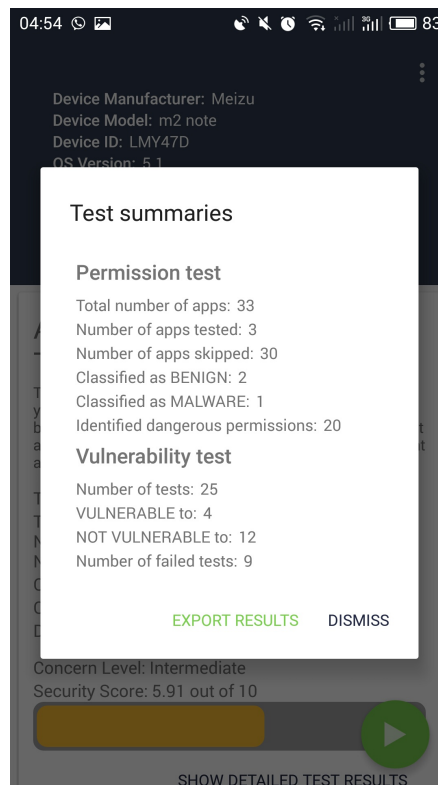 04:54
3G
83
Device Manufacturer: Meizu
Device Model: m2 note
Device ID: LMY47D
OS Version: 5.1
Test summaries
Permission test
Total number of apps: 33
Number of apps tested: 3
Number of apps skipped: 30
Classified as BENIGN: 2
Classified as MALWARE: 1
Identified dangerous permissions: 20
Vulnerability test
Number of tests: 25
VULNERABLE to: 4
NOT VULNERABLE to: 12
Number of failed tests: 9
EXPORT RESULTS
DISMISS
Concern Level: Intermediate
Security Score: 5.91 out of 10
SHOW DETAILED TEST RESULTS